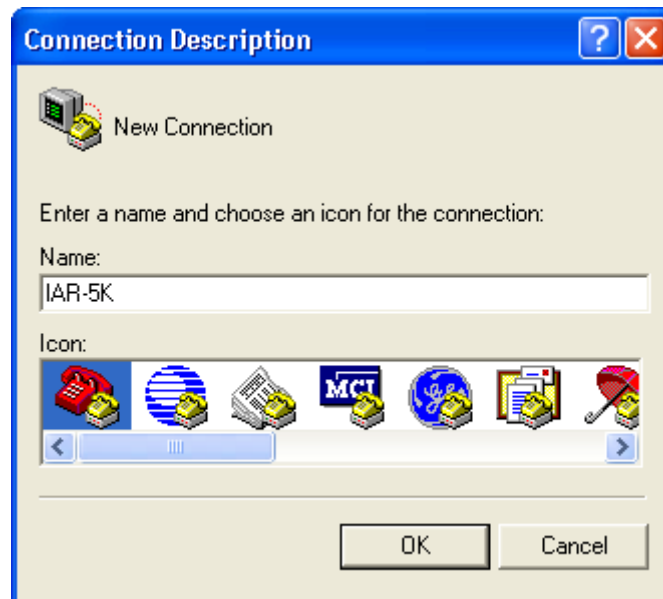 Connection Description
New Connection
Enter a name and choose an icon for the connection:
Name:
IAR-5K
Icon:
MCI
OK
Cancel